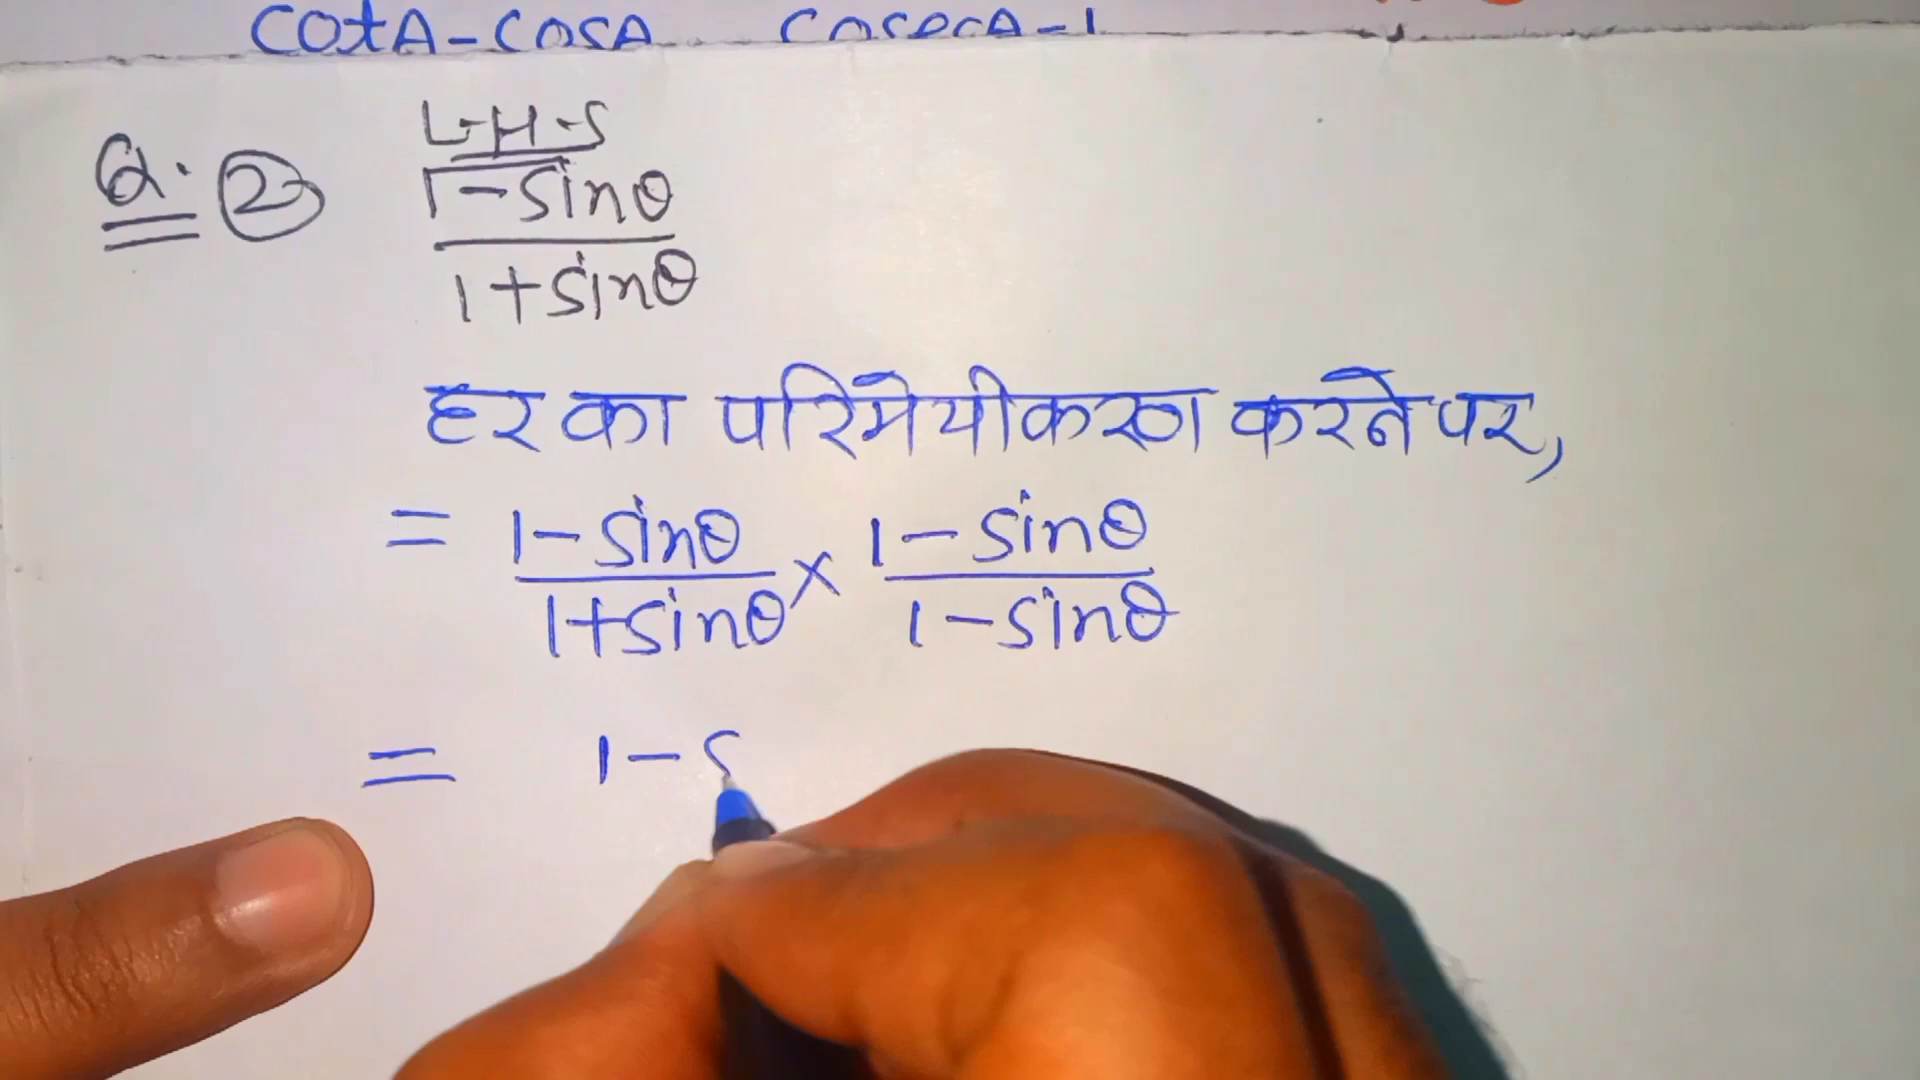 cotA-cosA cosecA-1
Q. 2 L-H-S
1-sinθ
1+sinθ
हर का परिमेयीकरण करने पर,
= 1-sinθ/1+sinθ × 1-sinθ/1-sinθ
= 1-s